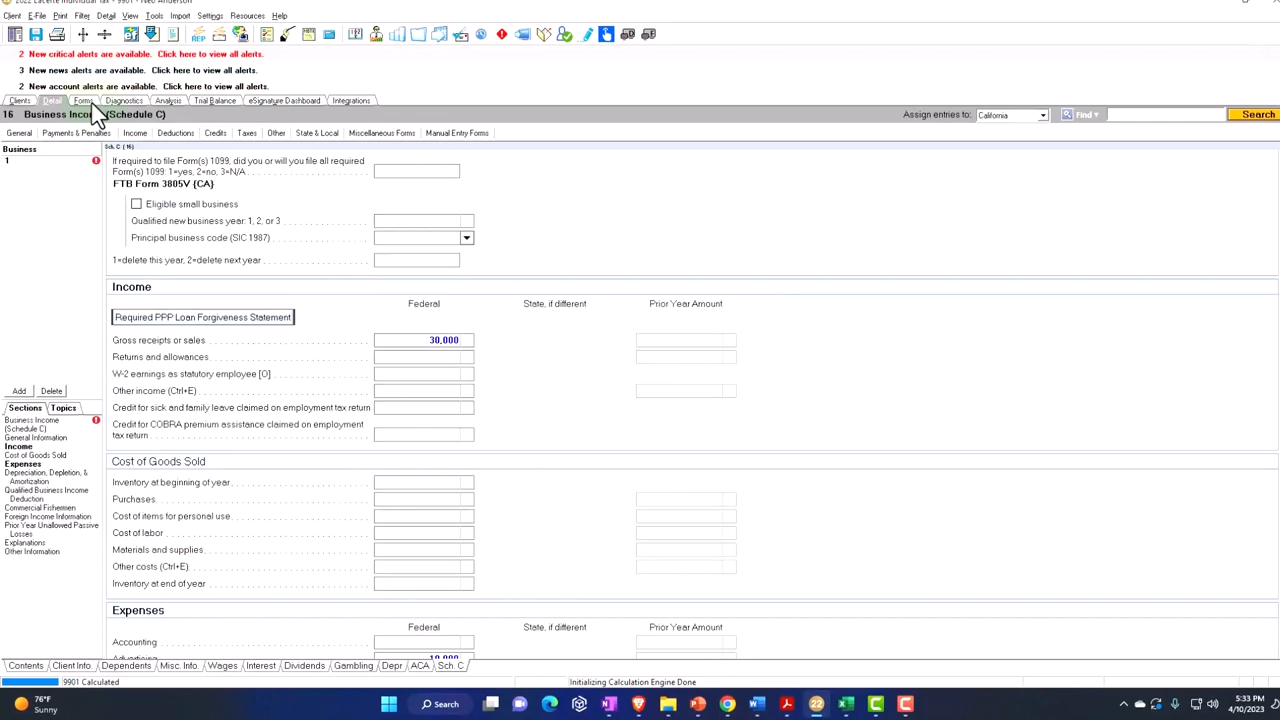 2022 Lacerte Individual Tax - 9901 - Ned Anderson
Client E-File Print Filter Detail View Tools Import Settings Resources Help
2 New critical alerts are available. Click here to view all alerts.
3 New news alerts are available. Click here to view all alerts.
2 New account alerts are available. Click here to view all alerts.
Clients Detail Forms Diagnostics Analysis Trial Balance eSignature Dashboard Integrations
16 Business Income (Schedule C) Assign entries to: California Find Search
General Payments & Penalties Income Deductions Credits Taxes Other State & Local Miscellaneous Forms Manual Entry Forms
Business
1
Sch. C (16)
If required to file Form(s) 1099, did you or will you file all required
Form(s) 1099: 1=yes, 2=no, 3=N/A
FTB Form 3805V {CA}
Eligible small business
Qualified new business year: 1, 2, or 3
Principal business code (SIC 1987)
1=delete this year, 2=delete next year
Income
Federal State, if different Prior Year Amount
Required PPP Loan Forgiveness Statement
Gross receipts or sales 30,000
Returns and allowances
W-2 earnings as statutory employee [O]
Other income (Ctrl+E)
Credit for sick and family leave claimed on employment tax return
Credit for COBRA premium assistance claimed on employment
tax return
Cost of Goods Sold
Inventory at beginning of year
Purchases
Cost of items for personal use
Cost of labor
Materials and supplies
Other costs (Ctrl+E)
Inventory at end of year
Expenses
Federal State, if different Prior Year Amount
Accounting
Advertising 10,000
Add Delete
Sections Topics
Business Income
(Schedule C)
General Information
Income
Cost of Goods Sold
Expenses
Depreciation, Depletion, &
Amortization
Qualified Business Income
Deduction
Commercial Fishermen
Foreign Income Information
Prior Year Unallowed Passive
Losses
Explanations
Other Information
Contents Client Info. Dependents Misc. Info. Wages Interest Dividends Gambling Depr ACA Sch. C
9901 Calculated Initializing Calculation Engine Done
76°F
Sunny
Search
22
5:33 PM
4/10/2023